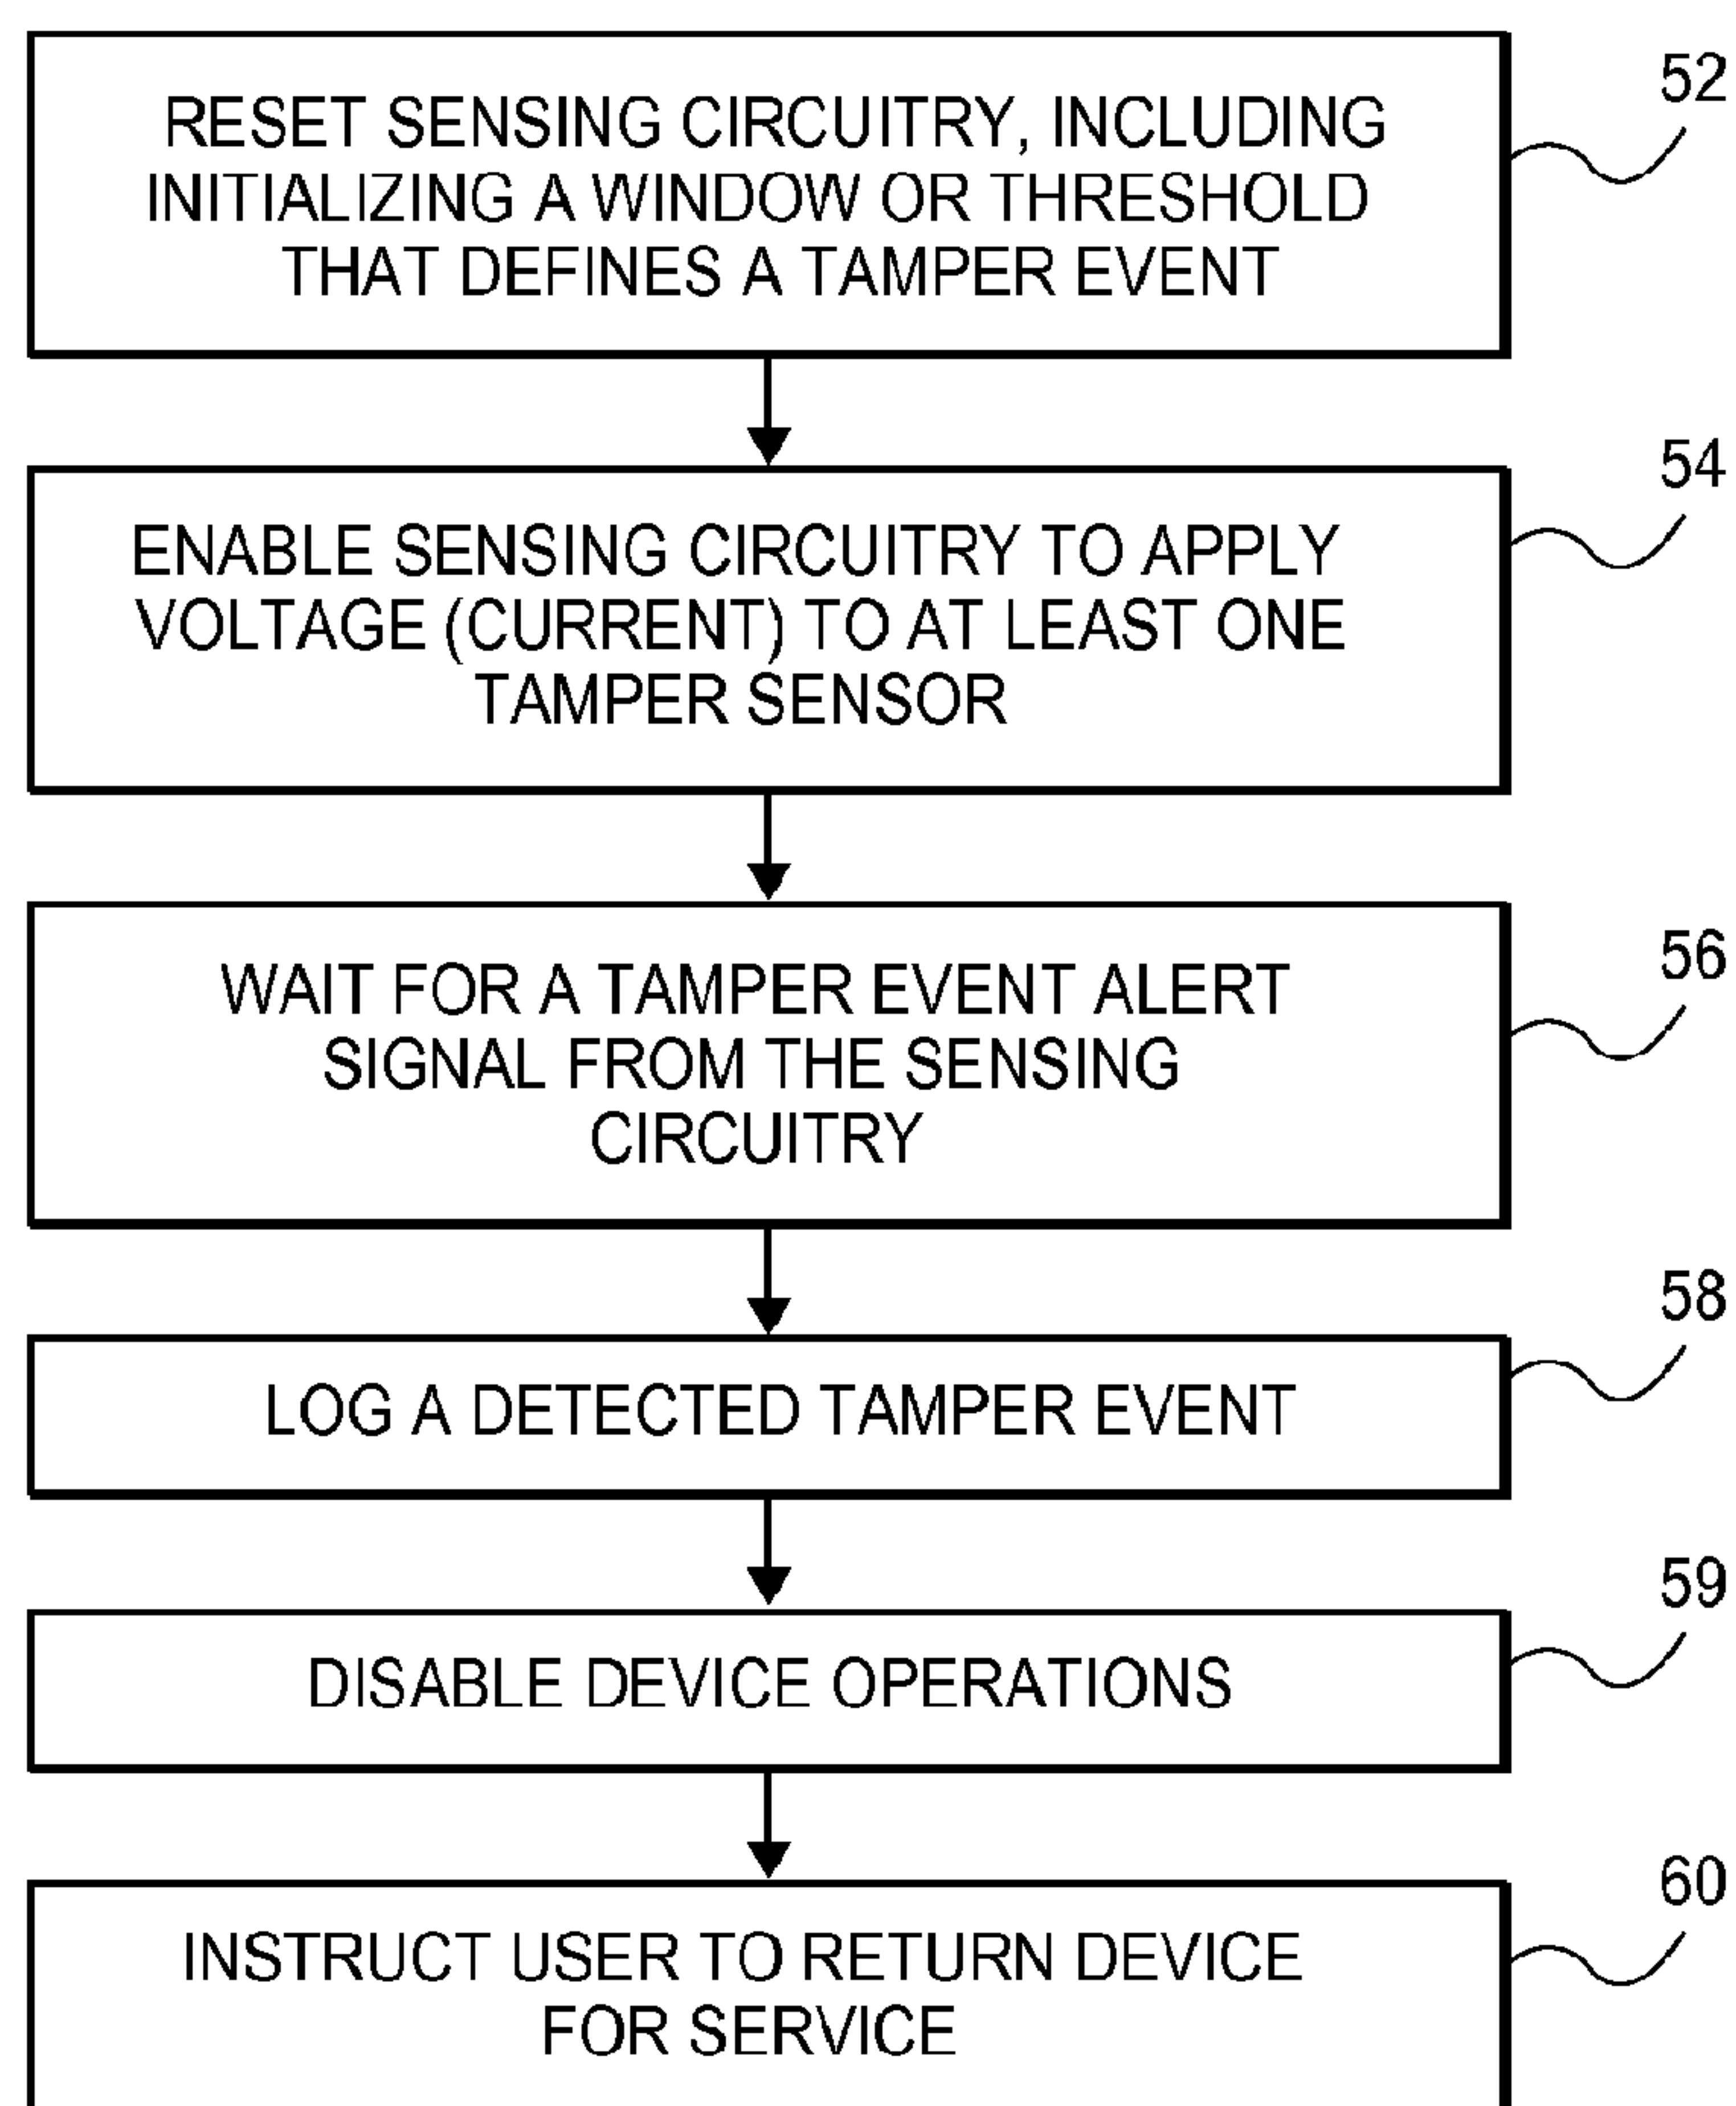 52
RESET SENSING CIRCUITRY, INCLUDING
INITIALIZING A WINDOW OR THRESHOLD
THAT DEFINES A TAMPER EVENT
54
ENABLE SENSING CIRCUITRY TO APPLY
VOLTAGE (CURRENT) TO AT LEAST ONE
TAMPER SENSOR
56
WAIT FOR A TAMPER EVENT ALERT
SIGNAL FROM THE SENSING
CIRCUITRY
58
LOG A DETECTED TAMPER EVENT
59
DISABLE DEVICE OPERATIONS
60
INSTRUCT USER TO RETURN DEVICE
FOR SERVICE